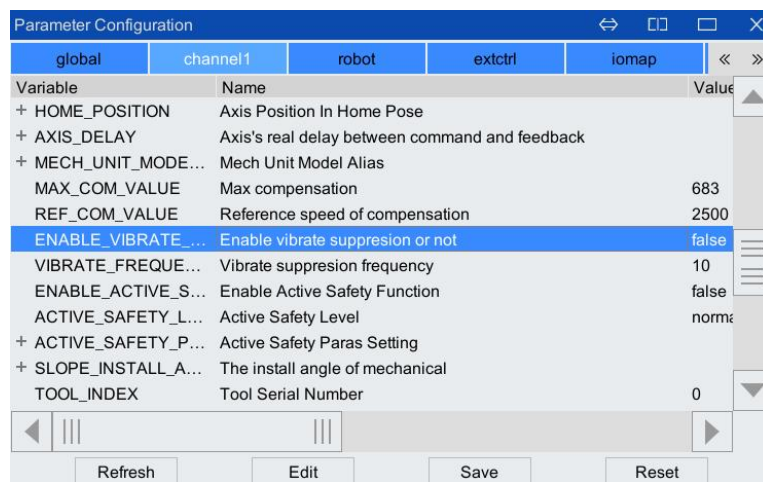 Parameter Configuration
global channel1 robot extctrl iomap
Variable Name Value
+ HOME_POSITION Axis Position In Home Pose
+ AXIS_DELAY Axis's real delay between command and feedback
+ MECH_UNIT_MODE... Mech Unit Model Alias
MAX_COM_VALUE Max compensation 683
REF_COM_VALUE Reference speed of compensation 2500
ENABLE_VIBRATE_... Enable vibrate suppresion or not false
VIBRATE_FREQUE... Vibrate suppresion frequency 10
ENABLE_ACTIVE_S... Enable Active Safety Function false
ACTIVE_SAFETY_L... Active Safety Level norma
+ ACTIVE_SAFETY_P... Active Safety Paras Setting
+ SLOPE_INSTALL_A... The install angle of mechanical
TOOL_INDEX Tool Serial Number 0
Refresh Edit Save Reset